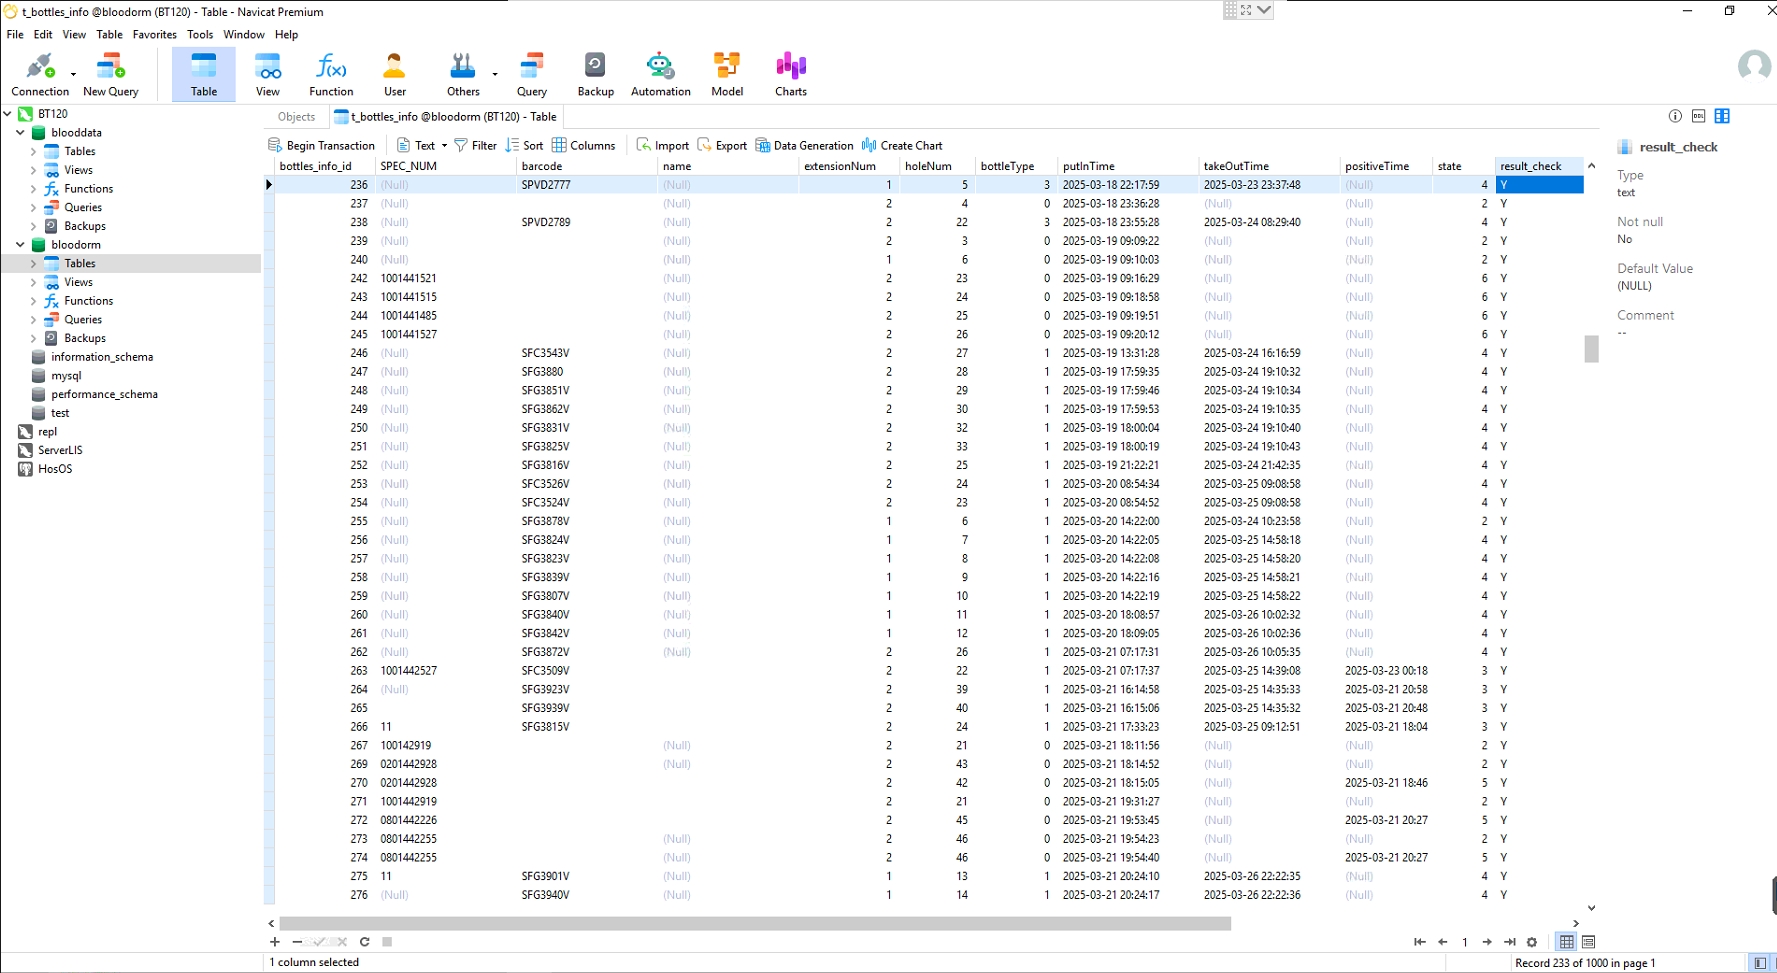 t_bottles_info @bloodorm (BT120) - Table - Navicat Premium
File Edit View Table Favorites Tools Window Help
Connection New Query Table View Function User Others Query Backup Automation Model Charts
BT120
blooddata
Tables
Views
Functions
Queries
Backups
bloodorm
Tables
Views
Functions
Queries
Backups
information_schema
mysql
performance_schema
test
repl
ServerLIS
HosOS
Objects t_bottles_info @bloodorm (BT120) - Table
Begin Transaction Text Filter Sort Columns Import Export Data Generation Create Chart
bottles_info_id SPEC_NUM barcode name extensionNum holeNum bottleType putInTime takeOutTime positiveTime state result_check
236 (Null) SPVD2777 (Null) 1 5 3 2025-03-18 22:17:59 2025-03-23 23:37:48 (Null) 4 Y
237 (Null) (Null) 2 4 0 2025-03-18 23:36:28 (Null) (Null) 2 Y
238 (Null) SPVD2789 (Null) 2 22 3 2025-03-18 23:55:28 2025-03-24 08:29:40 (Null) 4 Y
239 (Null) (Null) 2 3 0 2025-03-19 09:09:22 (Null) (Null) 2 Y
240 (Null) (Null) 1 6 0 2025-03-19 09:10:03 (Null) (Null) 2 Y
242 1001441521 (Null) 2 23 0 2025-03-19 09:16:29 (Null) (Null) 6 Y
243 1001441515 (Null) 2 24 0 2025-03-19 09:18:58 (Null) (Null) 6 Y
244 1001441485 (Null) 2 25 0 2025-03-19 09:19:51 (Null) (Null) 6 Y
245 1001441527 (Null) 2 26 0 2025-03-19 09:20:12 (Null) (Null) 6 Y
246 (Null) SFC3543V (Null) 2 27 1 2025-03-19 13:31:28 2025-03-24 16:16:59 (Null) 4 Y
247 (Null) SFG3880 (Null) 2 28 1 2025-03-19 17:59:35 2025-03-24 19:10:32 (Null) 4 Y
248 (Null) SFG3851V (Null) 2 29 1 2025-03-19 17:59:46 2025-03-24 19:10:34 (Null) 4 Y
249 (Null) SFG3862V (Null) 2 30 1 2025-03-19 17:59:53 2025-03-24 19:10:35 (Null) 4 Y
250 (Null) SFG3831V (Null) 2 32 1 2025-03-19 18:00:04 2025-03-24 19:10:40 (Null) 4 Y
251 (Null) SFG3825V (Null) 2 33 1 2025-03-19 18:00:19 2025-03-24 19:10:43 (Null) 4 Y
252 (Null) SFG3816V (Null) 2 25 1 2025-03-19 21:22:21 2025-03-24 21:42:35 (Null) 4 Y
253 (Null) SFC3526V (Null) 2 24 1 2025-03-20 08:54:34 2025-03-25 09:08:58 (Null) 4 Y
254 (Null) SFC3524V (Null) 2 23 1 2025-03-20 08:54:52 2025-03-25 09:08:58 (Null) 4 Y
255 (Null) SFG3878V (Null) 1 6 1 2025-03-20 14:22:00 2025-03-24 10:23:58 (Null) 2 Y
256 (Null) SFG3824V (Null) 1 7 1 2025-03-20 14:22:05 2025-03-25 14:58:18 (Null) 4 Y
257 (Null) SFG3823V (Null) 1 8 1 2025-03-20 14:22:08 2025-03-25 14:58:20 (Null) 4 Y
258 (Null) SFG3839V (Null) 1 9 1 2025-03-20 14:22:16 2025-03-25 14:58:21 (Null) 4 Y
259 (Null) SFG3807V (Null) 1 10 1 2025-03-20 14:22:19 2025-03-25 14:58:22 (Null) 4 Y
260 (Null) SFG3840V (Null) 1 11 1 2025-03-20 18:08:57 2025-03-26 10:02:32 (Null) 4 Y
261 (Null) SFG3842V (Null) 1 12 1 2025-03-20 18:09:05 2025-03-26 10:02:36 (Null) 4 Y
262 (Null) SFG3872V (Null) 2 26 1 2025-03-21 07:17:31 2025-03-26 10:05:35 (Null) 4 Y
263 1001442527 SFC3509V 2 22 1 2025-03-21 07:17:37 2025-03-25 14:39:08 2025-03-23 00:18 3 Y
264 (Null) SFG3923V 2 39 1 2025-03-21 16:14:58 2025-03-25 14:35:33 2025-03-21 20:58 3 Y
265 SFG3939V 2 40 1 2025-03-21 16:15:06 2025-03-25 14:35:32 2025-03-21 20:48 3 Y
266 11 SFG3815V 2 24 1 2025-03-21 17:33:23 2025-03-25 09:12:51 2025-03-21 18:04 3 Y
267 100142919 (Null) 2 21 0 2025-03-21 18:11:56 (Null) (Null) 2 Y
269 0201442928 (Null) 2 43 0 2025-03-21 18:14:52 (Null) (Null) 2 Y
270 0201442928 2 42 0 2025-03-21 18:15:05 (Null) 2025-03-21 18:46 5 Y
271 1001442919 2 21 0 2025-03-21 19:31:27 (Null) (Null) 2 Y
272 0801442226 2 45 0 2025-03-21 19:53:45 (Null) 2025-03-21 20:27 5 Y
273 0801442255 (Null) 2 46 0 2025-03-21 19:54:23 (Null) (Null) 2 Y
274 0801442255 (Null) 2 46 0 2025-03-21 19:54:40 (Null) 2025-03-21 20:27 5 Y
275 11 SFG3901V (Null) 1 13 1 2025-03-21 20:24:10 2025-03-26 22:22:35 (Null) 4 Y
276 (Null) SFG3940V (Null) 1 14 1 2025-03-21 20:24:17 2025-03-26 22:22:36 (Null) 4 Y
1
1 column selected
Record 233 of 1000 in page 1
DDL
result_check
Type
text
Not null
No
Default Value
(NULL)
Comment
--